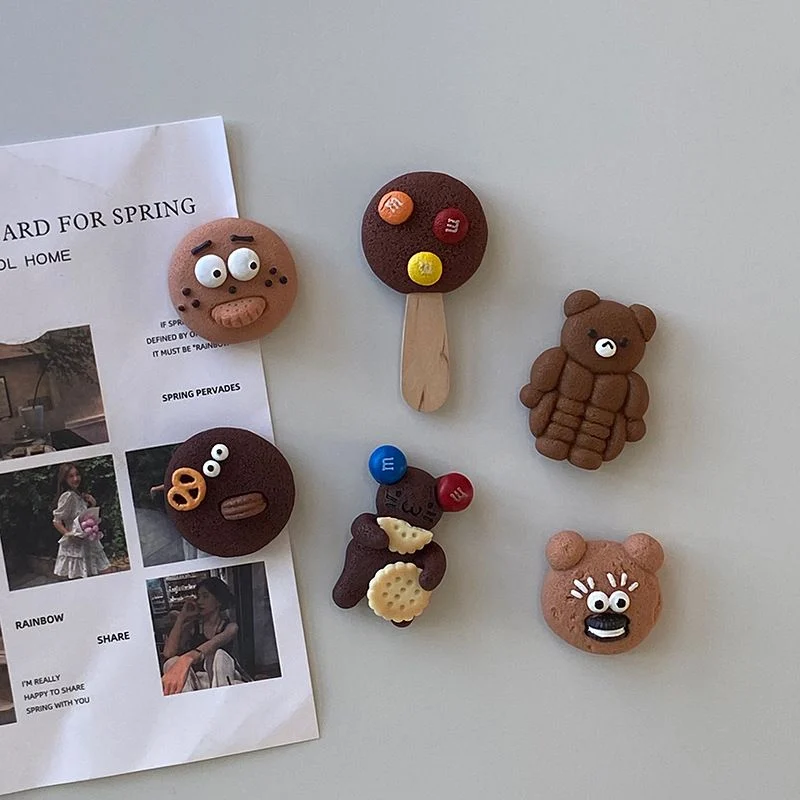 ARD FOR SPRING
OL HOME
IF SPR
DEFINED BY O
IT MUST BE "RAINBOW
SPRING PERVADES
RAINBOW
SHARE
I'M REALLY
HAPPY TO SHARE
SPRING WITH YOU
m
m
m
m
m